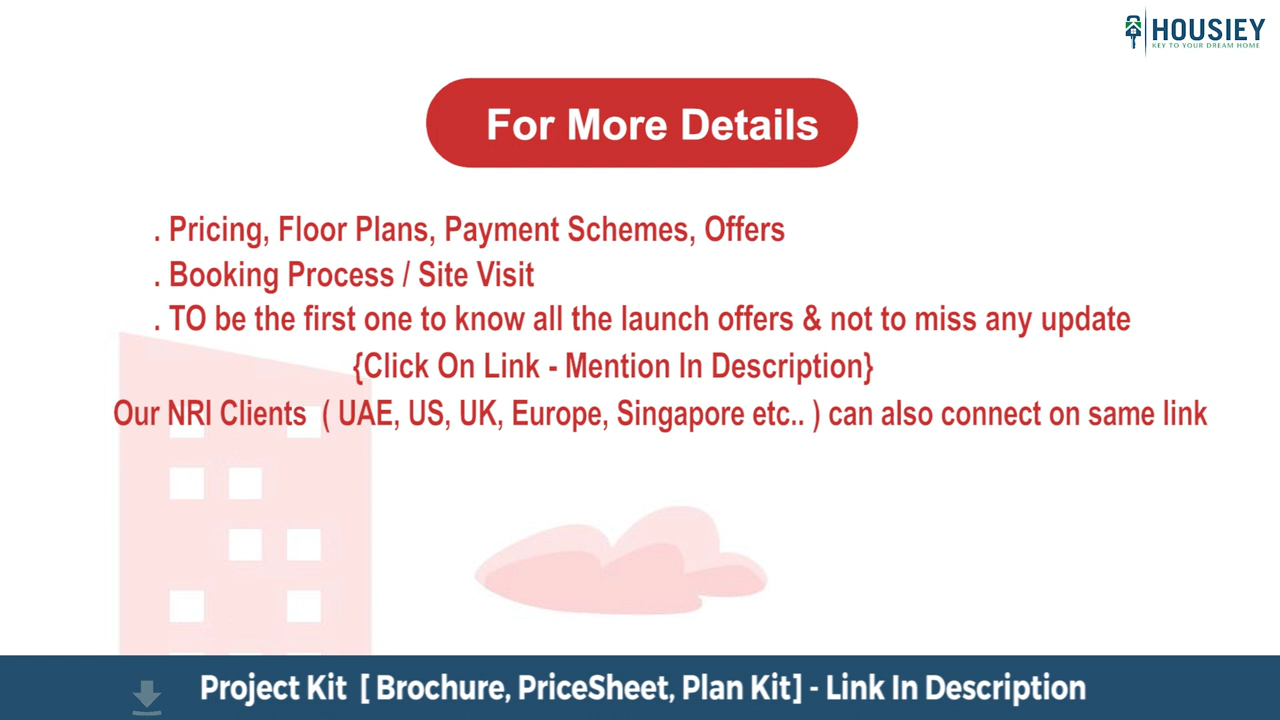 HOUSIEY
KEY TO YOUR DREAM HOME
For More Details
. Pricing, Floor Plans, Payment Schemes, Offers
. Booking Process / Site Visit
. TO be the first one to know all the launch offers & not to miss any update
{Click On Link - Mention In Description}
Our NRI Clients ( UAE, US, UK, Europe, Singapore etc.. ) can also connect on same link
Project Kit [ Brochure, PriceSheet, Plan Kit] - Link In Description